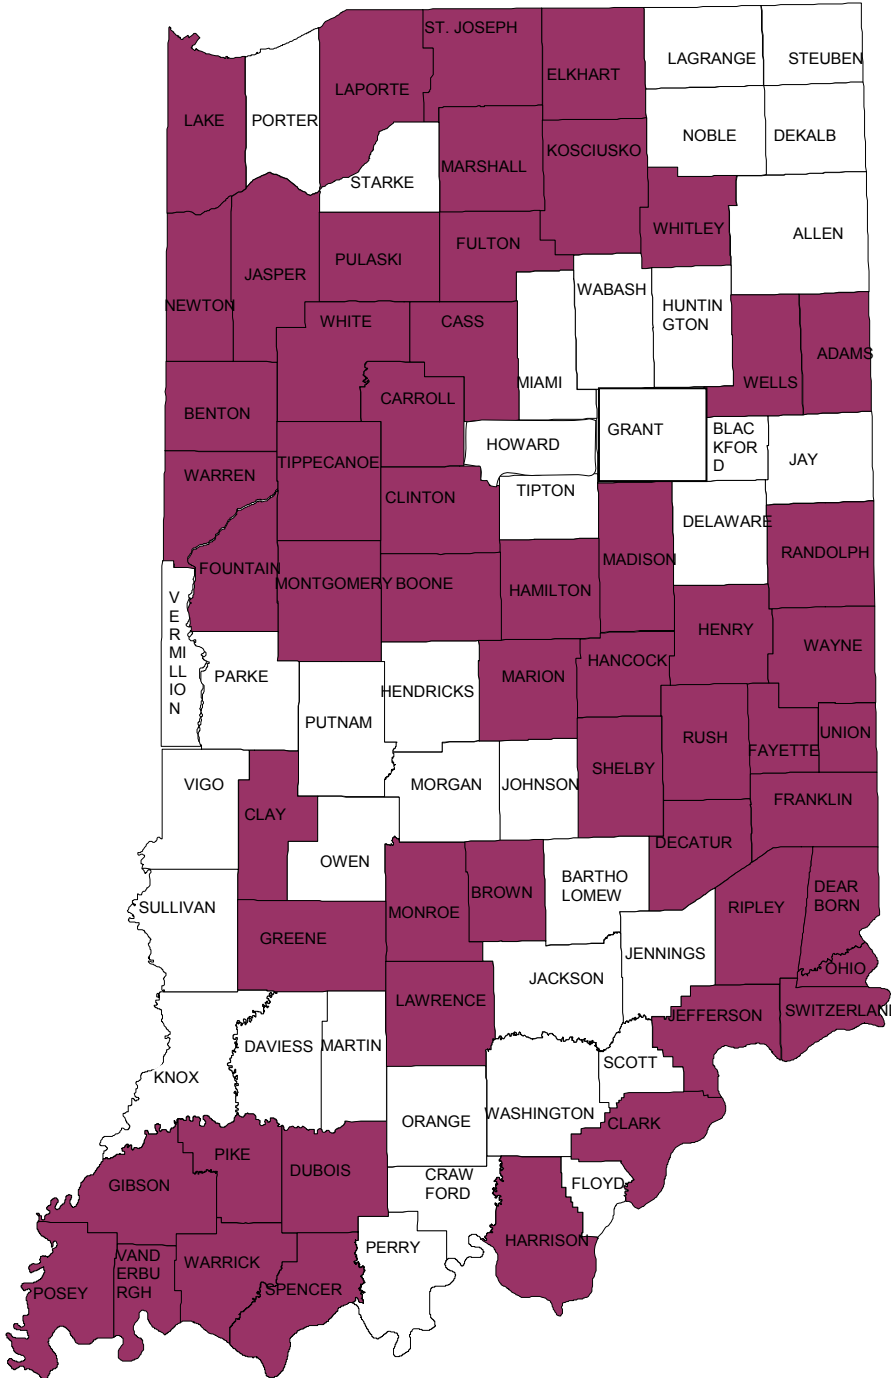 ST. JOSEPH
LAGRANGE
STEUBEN
ELKHART
LAPORTE
LAKE
PORTER
NOBLE
DEKALB
KOSCIUSKO
MARSHALL
STARKE
WHITLEY
ALLEN
FULTON
PULASKI
JASPER
NEWTON
WABASH
HUNTIN
GTON
WHITE
CASS
ADAMS
MIAMI
WELLS
CARROLL
BENTON
GRANT
BLAC
KFOR
D
HOWARD
JAY
TIPPECANOE
WARREN
CLINTON
TIPTON
DELAWARE
RANDOLPH
MADISON
FOUNTAIN
MONTGOMERY
BOONE
HAMILTON
V
E
R
MI
LL
IO
N
HENRY
WAYNE
HANCOCK
MARION
PARKE
HENDRICKS
PUTNAM
RUSH
UNION
FAYETTE
SHELBY
VIGO
MORGAN
JOHNSON
FRANKLIN
CLAY
DECATUR
OWEN
BARTHO
LOMEW
BROWN
DEAR
BORN
RIPLEY
SULLIVAN
MONROE
GREENE
JENNINGS
OHIO
JACKSON
LAWRENCE
SWITZERLAN
JEFFERSON
DAVIESS
MARTIN
SCOTT
KNOX
WASHINGTON
ORANGE
CLARK
PIKE
DUBOIS
CRAW
FORD
FLOYD
GIBSON
HARRISON
PERRY
VAND
ERBU
RGH
WARRICK
SPENCER
POSEY